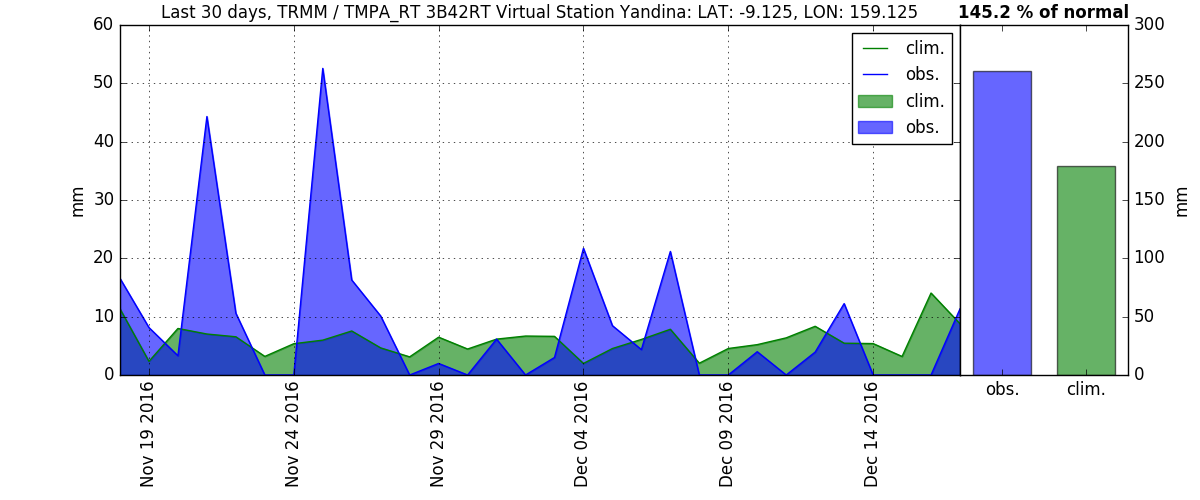 Last 30 days, TRMM / TMPA_RT 3B42RT Virtual Station Yandina: LAT: -9.125, LON: 159.125
145.2 % of normal
60
50
40
30
20
10
0
mm
clim.
obs.
clim.
obs.
300
250
200
150
100
50
0
mm
Nov 19 2016
Nov 24 2016
Nov 29 2016
Dec 04 2016
Dec 09 2016
Dec 14 2016
obs.
clim.